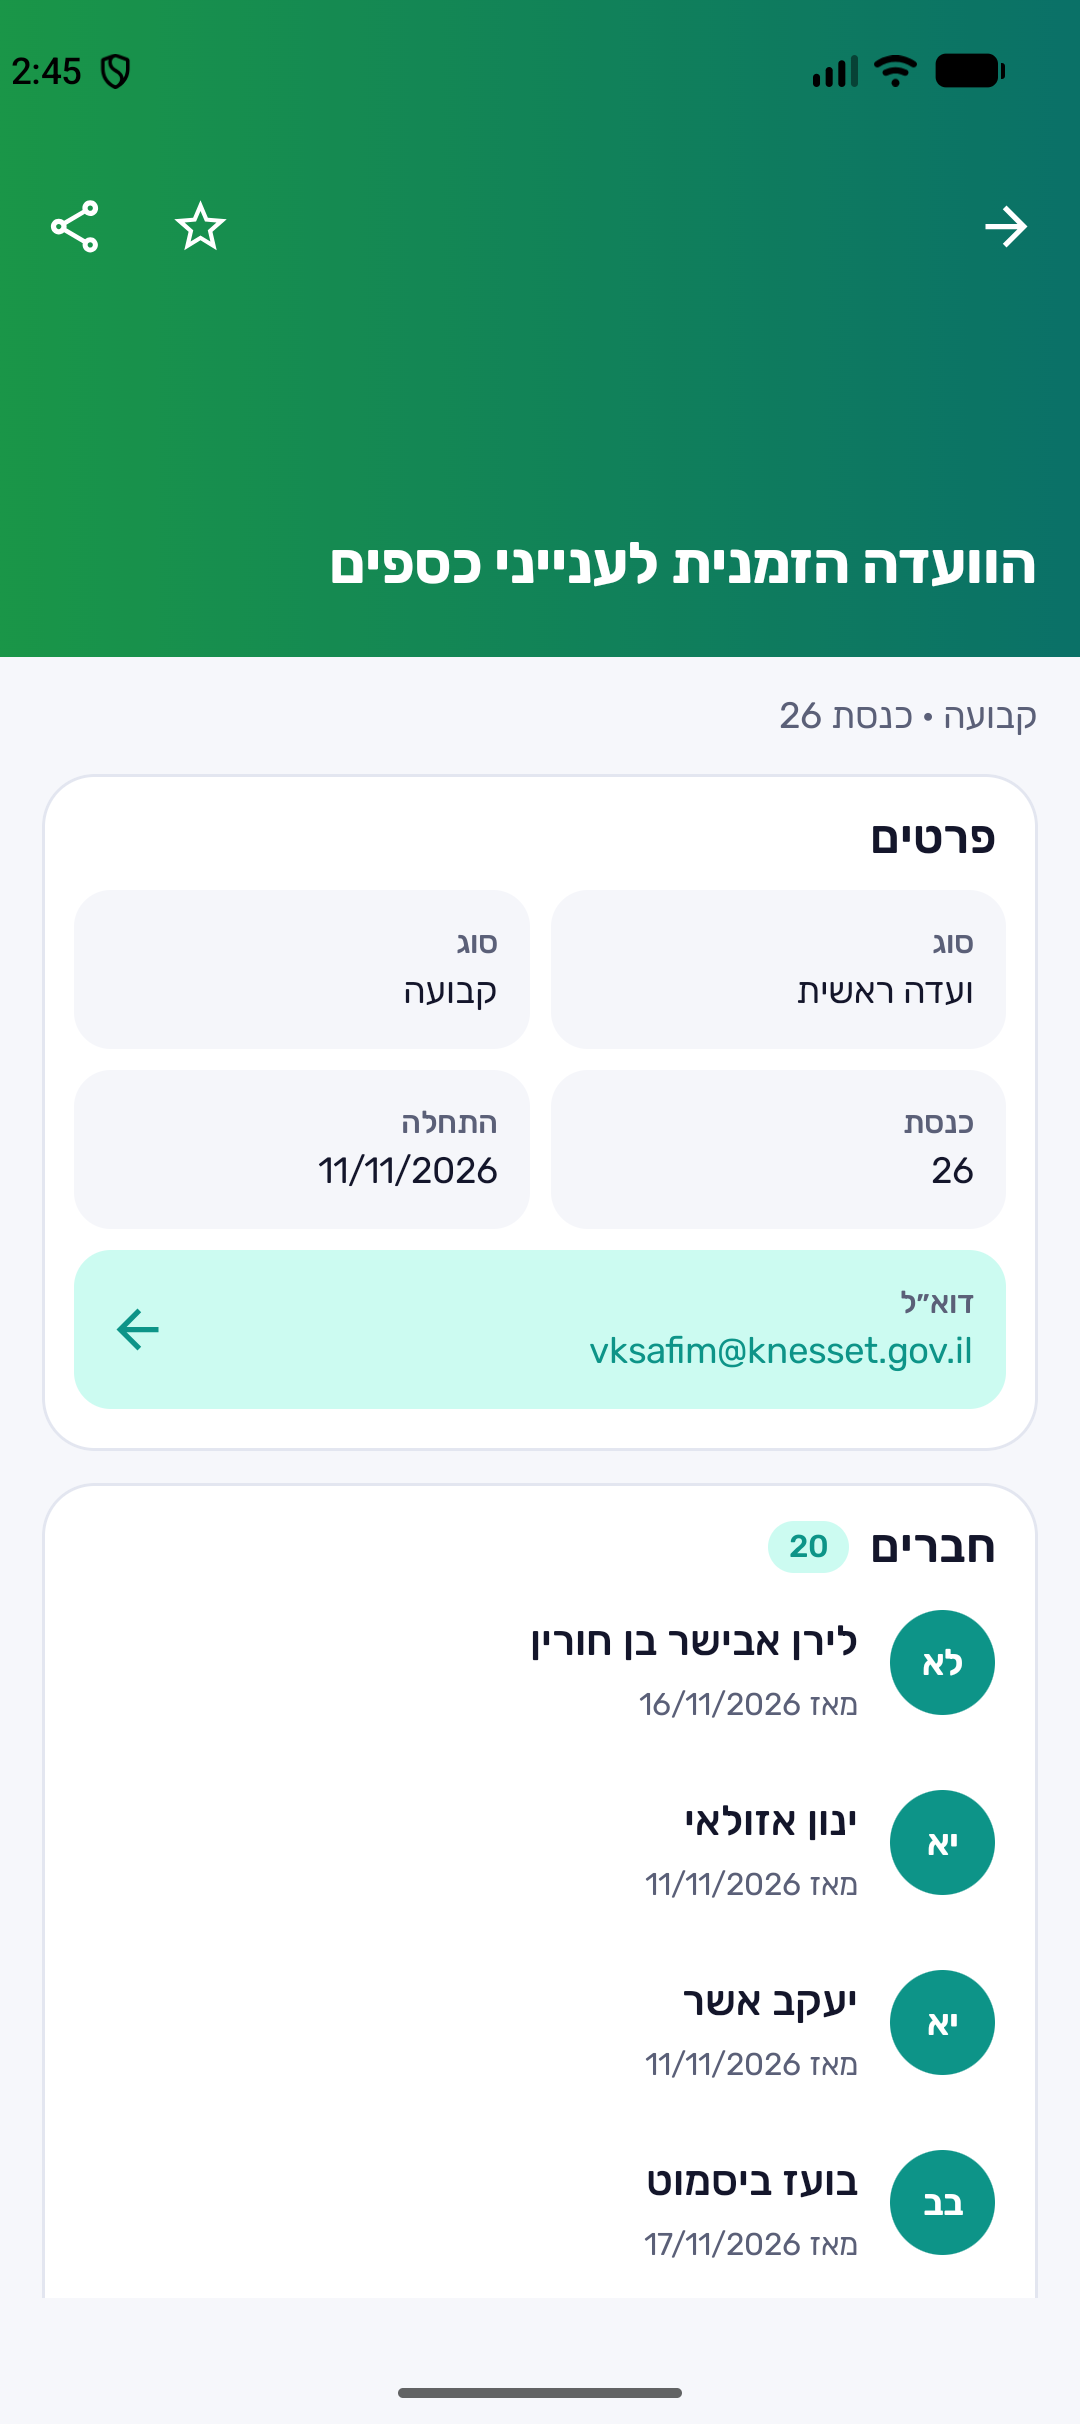 2:45
הוועדה הזמנית לענייני כספים
קבועה • כנסת 26
פרטים
סוג
ועדה ראשית
סוג
קבועה
כנסת
26
התחלה
11/11/2026
דוא״ל
vksafim@knesset.gov.il
חברים 20
לא
לירן אבישר בן חורין
מאז 16/11/2026
יא
ינון אזולאי
מאז 11/11/2026
יא
יעקב אשר
מאז 11/11/2026
בב
בועז ביסמוט
מאז 17/11/2026